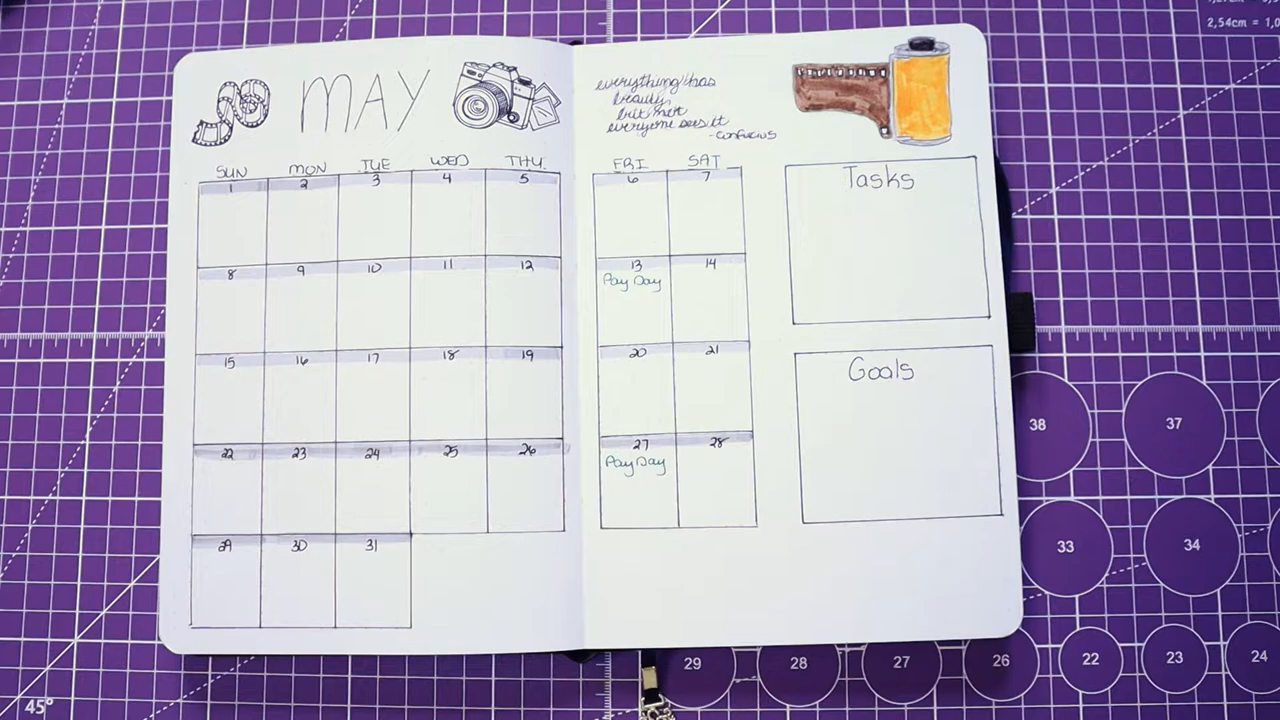 1,27cm =
2,54cm = 1,0
MAY
everything has
beauty,
but not
everyone sees it
-Confucius
SUN MON TUE WED THU FRI SAT
1 2 3 4 5 6 7
8 9 10 11 12 13 14
Pay Day
15 16 17 18 19 20 21
22 23 24 25 26 27 28
Pay Day
29 30 31
Tasks
Goals
38 37
33 34
29 28 27 26 22 23 24
45°